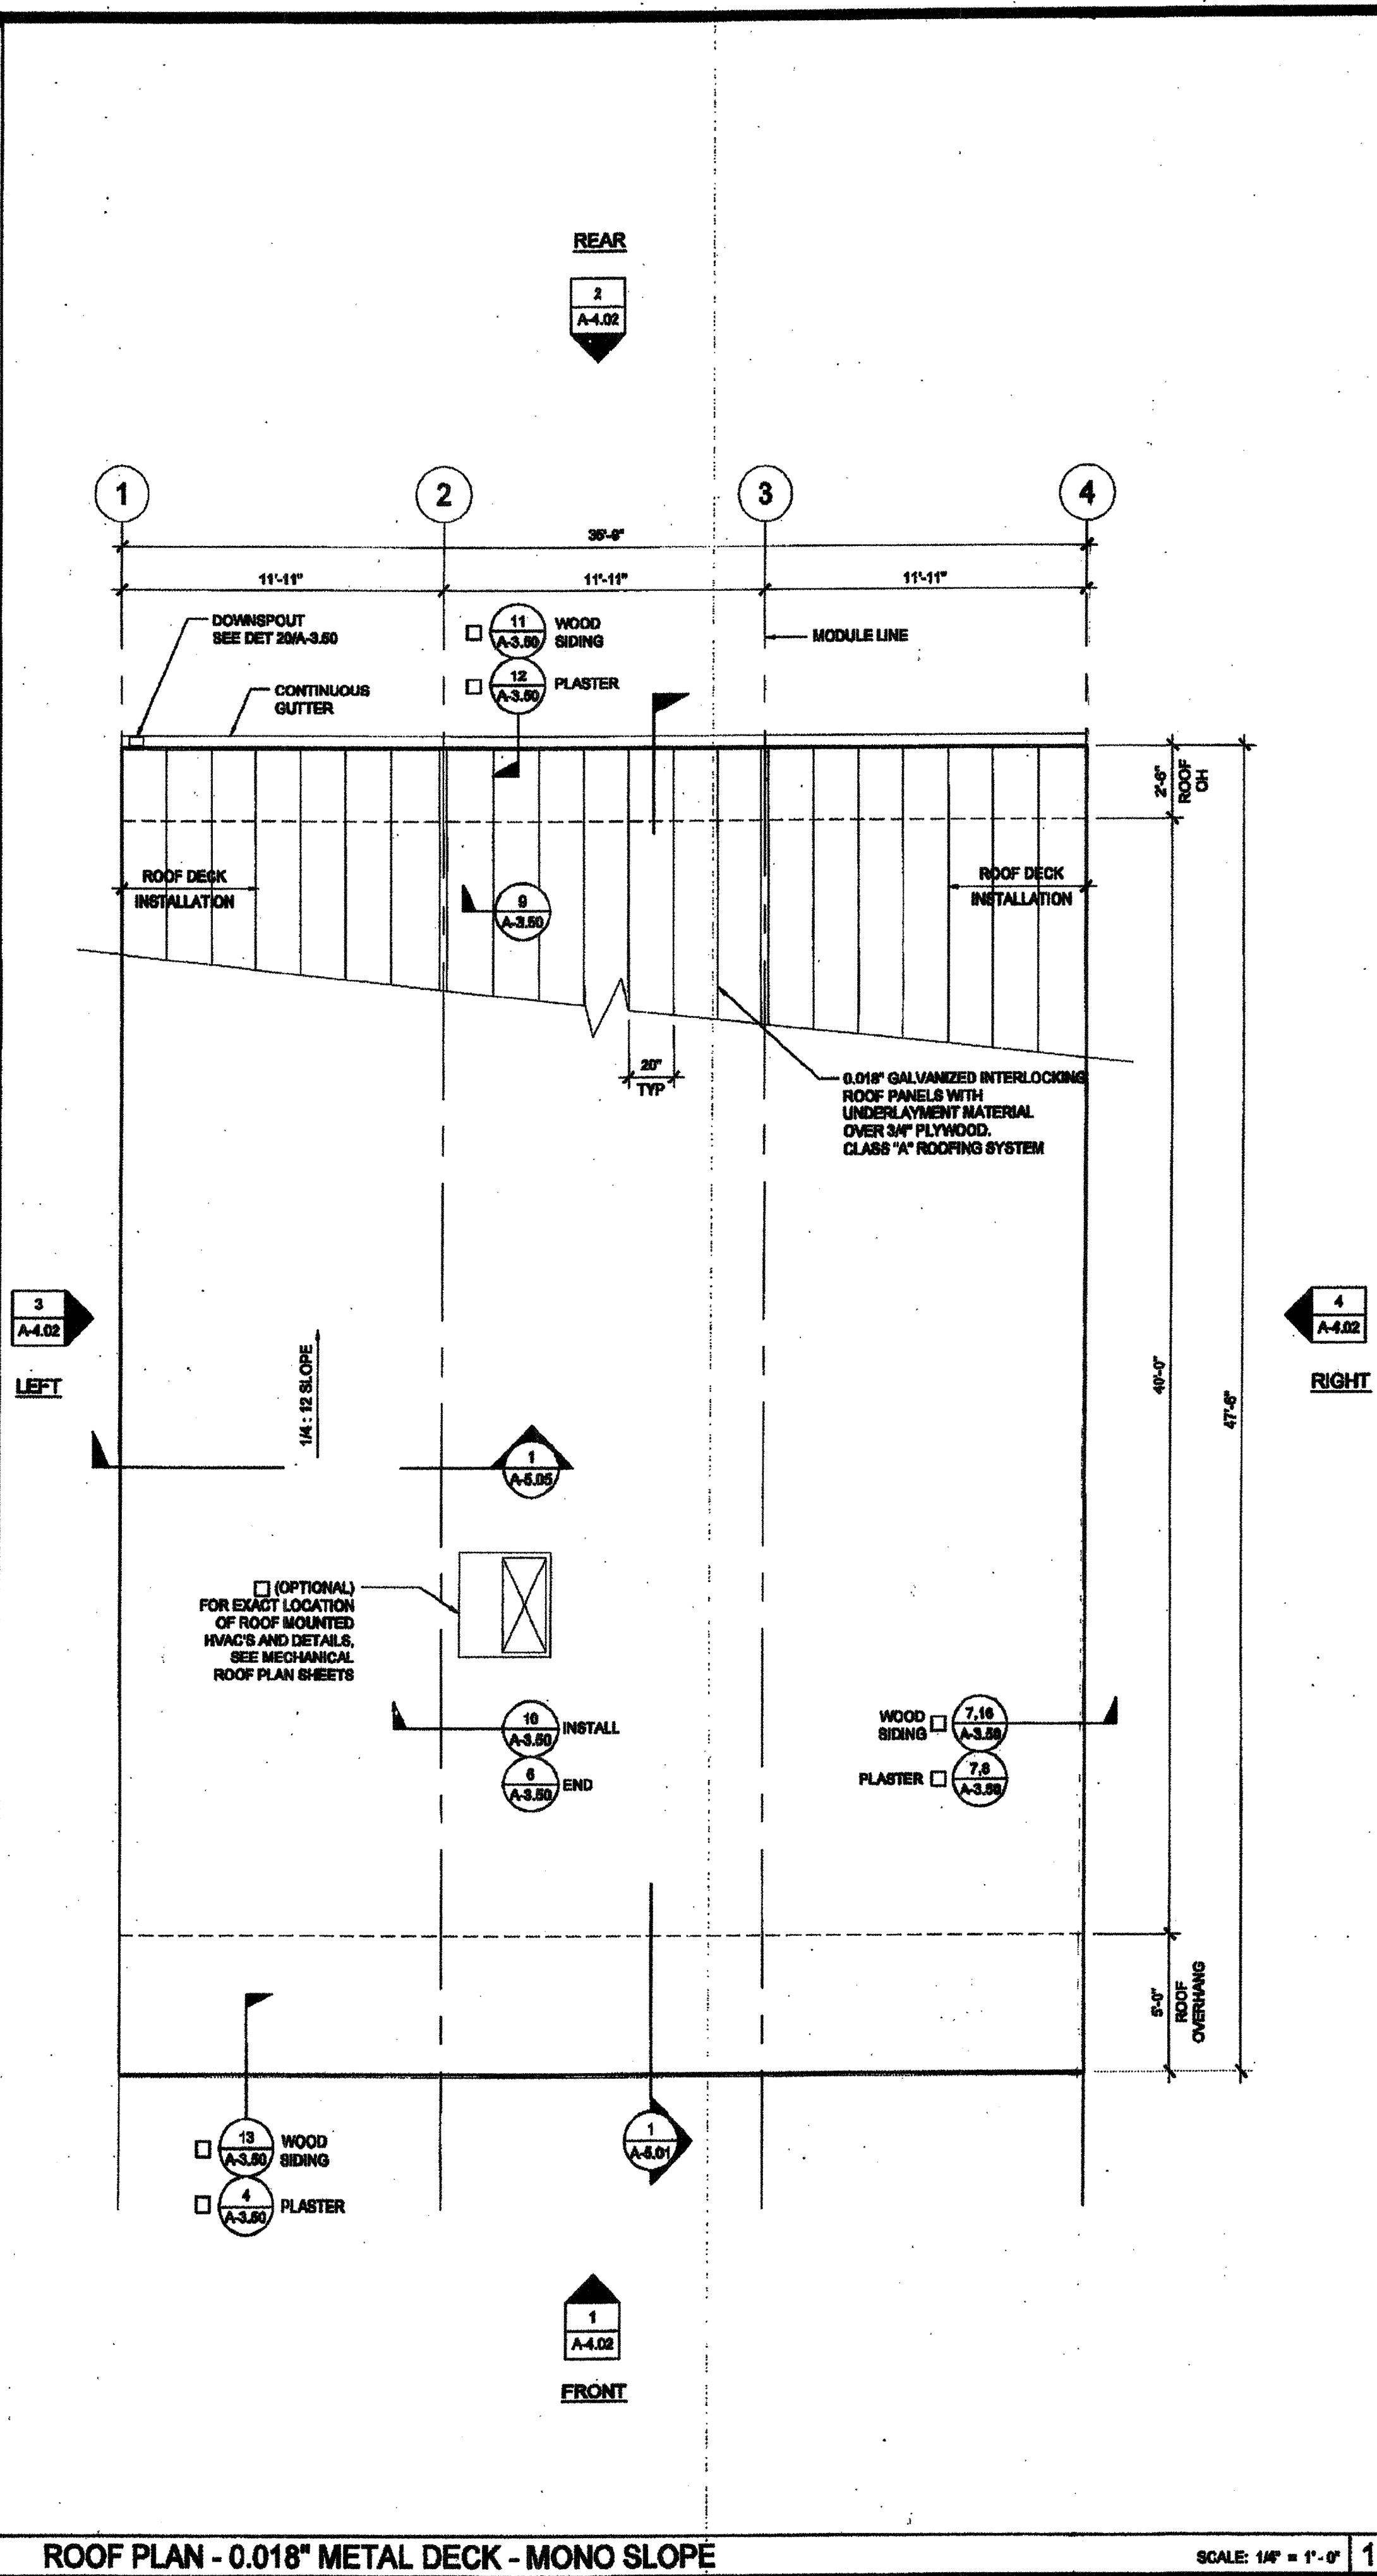 REAR
2
A-4.02
1
2
3
4
35'-9"
11'-11"
11'-11"
11'-11"
DOWNSPOUT
SEE DET 20/A-3.50
11
A-3.50
WOOD
SIDING
MODULE LINE
12
A-3.50
PLASTER
CONTINUOUS
GUTTER
2'-6"
ROOF
OH
ROOF DECK
INSTALLATION
9
A-3.50
ROOF DECK
INSTALLATION
20"
TYP
0.018" GALVANIZED INTERLOCKING
ROOF PANELS WITH
UNDERLAYMENT MATERIAL
OVER 3/4" PLYWOOD.
CLASS "A" ROOFING SYSTEM
3
A-4.02
LEFT
4
A-4.02
RIGHT
1/4 : 12 SLOPE
40'-0"
47'-6"
1
A-5.05
(OPTIONAL)
FOR EXACT LOCATION
OF ROOF MOUNTED
HVAC'S AND DETAILS,
SEE MECHANICAL
ROOF PLAN SHEETS
10
A-3.50
INSTALL
6
A-3.50
END
WOOD
SIDING
7,16
A-3.50
PLASTER
7,8
A-3.50
5'-0"
ROOF
OVERHANG
13
A-3.50
WOOD
SIDING
4
A-3.50
PLASTER
1
A-5.01
1
A-4.02
FRONT
ROOF PLAN - 0.018" METAL DECK - MONO SLOPE
SCALE: 1/4" = 1'-0"
1